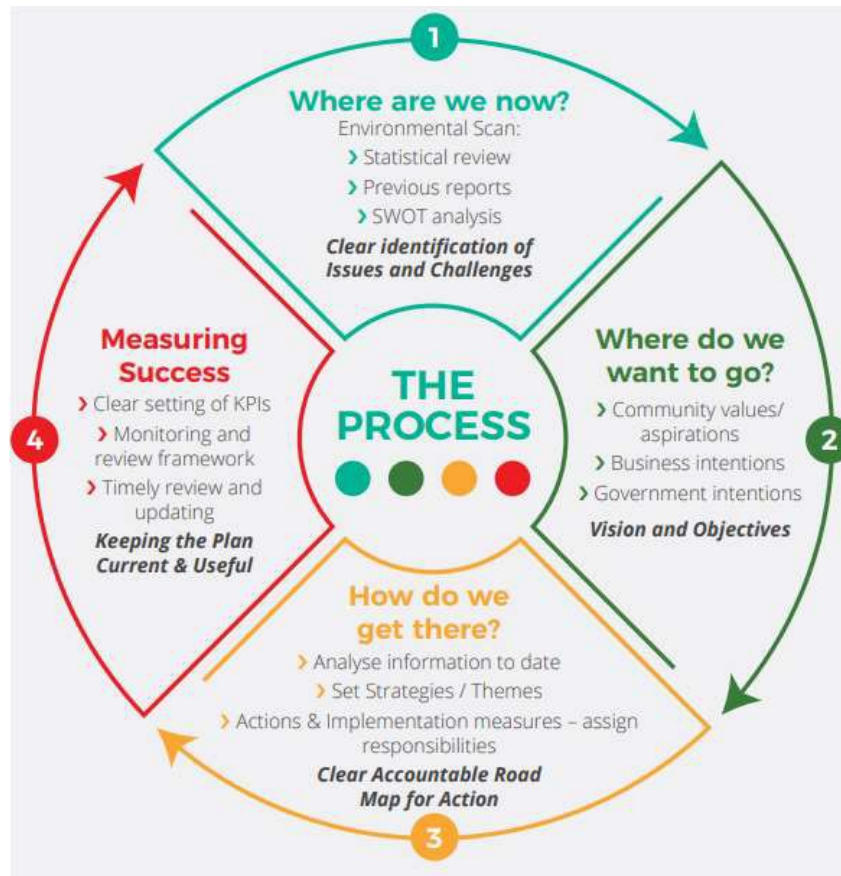 1
Where are we now?
Environmental Scan:
› Statistical review
› Previous reports
› SWOT analysis
Clear identification of
Issues and Challenges
Where do we
want to go?
› Community values/
aspirations
› Business intentions
› Government intentions
Vision and Objectives
2
THE
PROCESS
How do we
get there?
› Analyse information to date
› Set Strategies / Themes
› Actions & Implementation measures – assign
responsibilities
Clear Accountable Road
Map for Action
3
Measuring
Success
› Clear setting of KPIs
› Monitoring and
review framework
› Timely review and
updating
Keeping the Plan
Current & Useful
4